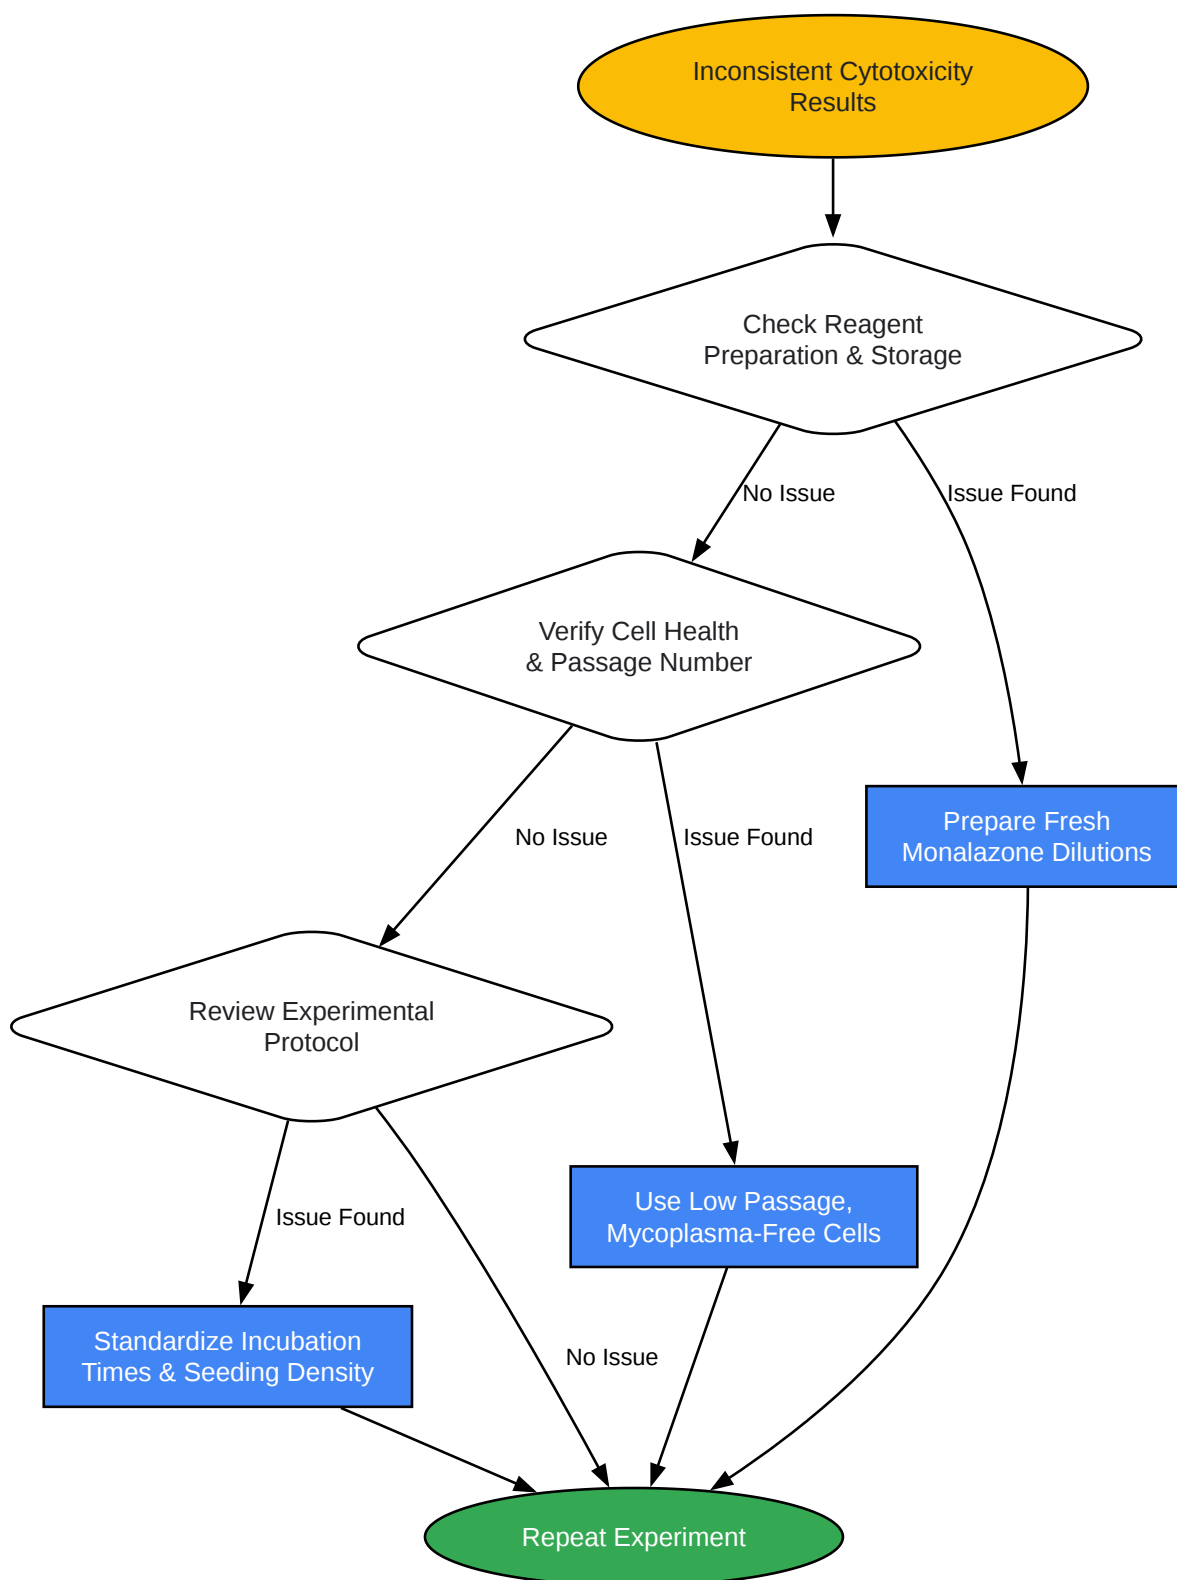 Inconsistent Cytotoxicity
Results
Check Reagent
Preparation & Storage
No Issue
Issue Found
Verify Cell Health
& Passage Number
Prepare Fresh
Monalazone Dilutions
No Issue
Issue Found
Review Experimental
Protocol
Use Low Passage,
Mycoplasma-Free Cells
Issue Found
Standardize Incubation
Times & Seeding Density
No Issue
Repeat Experiment